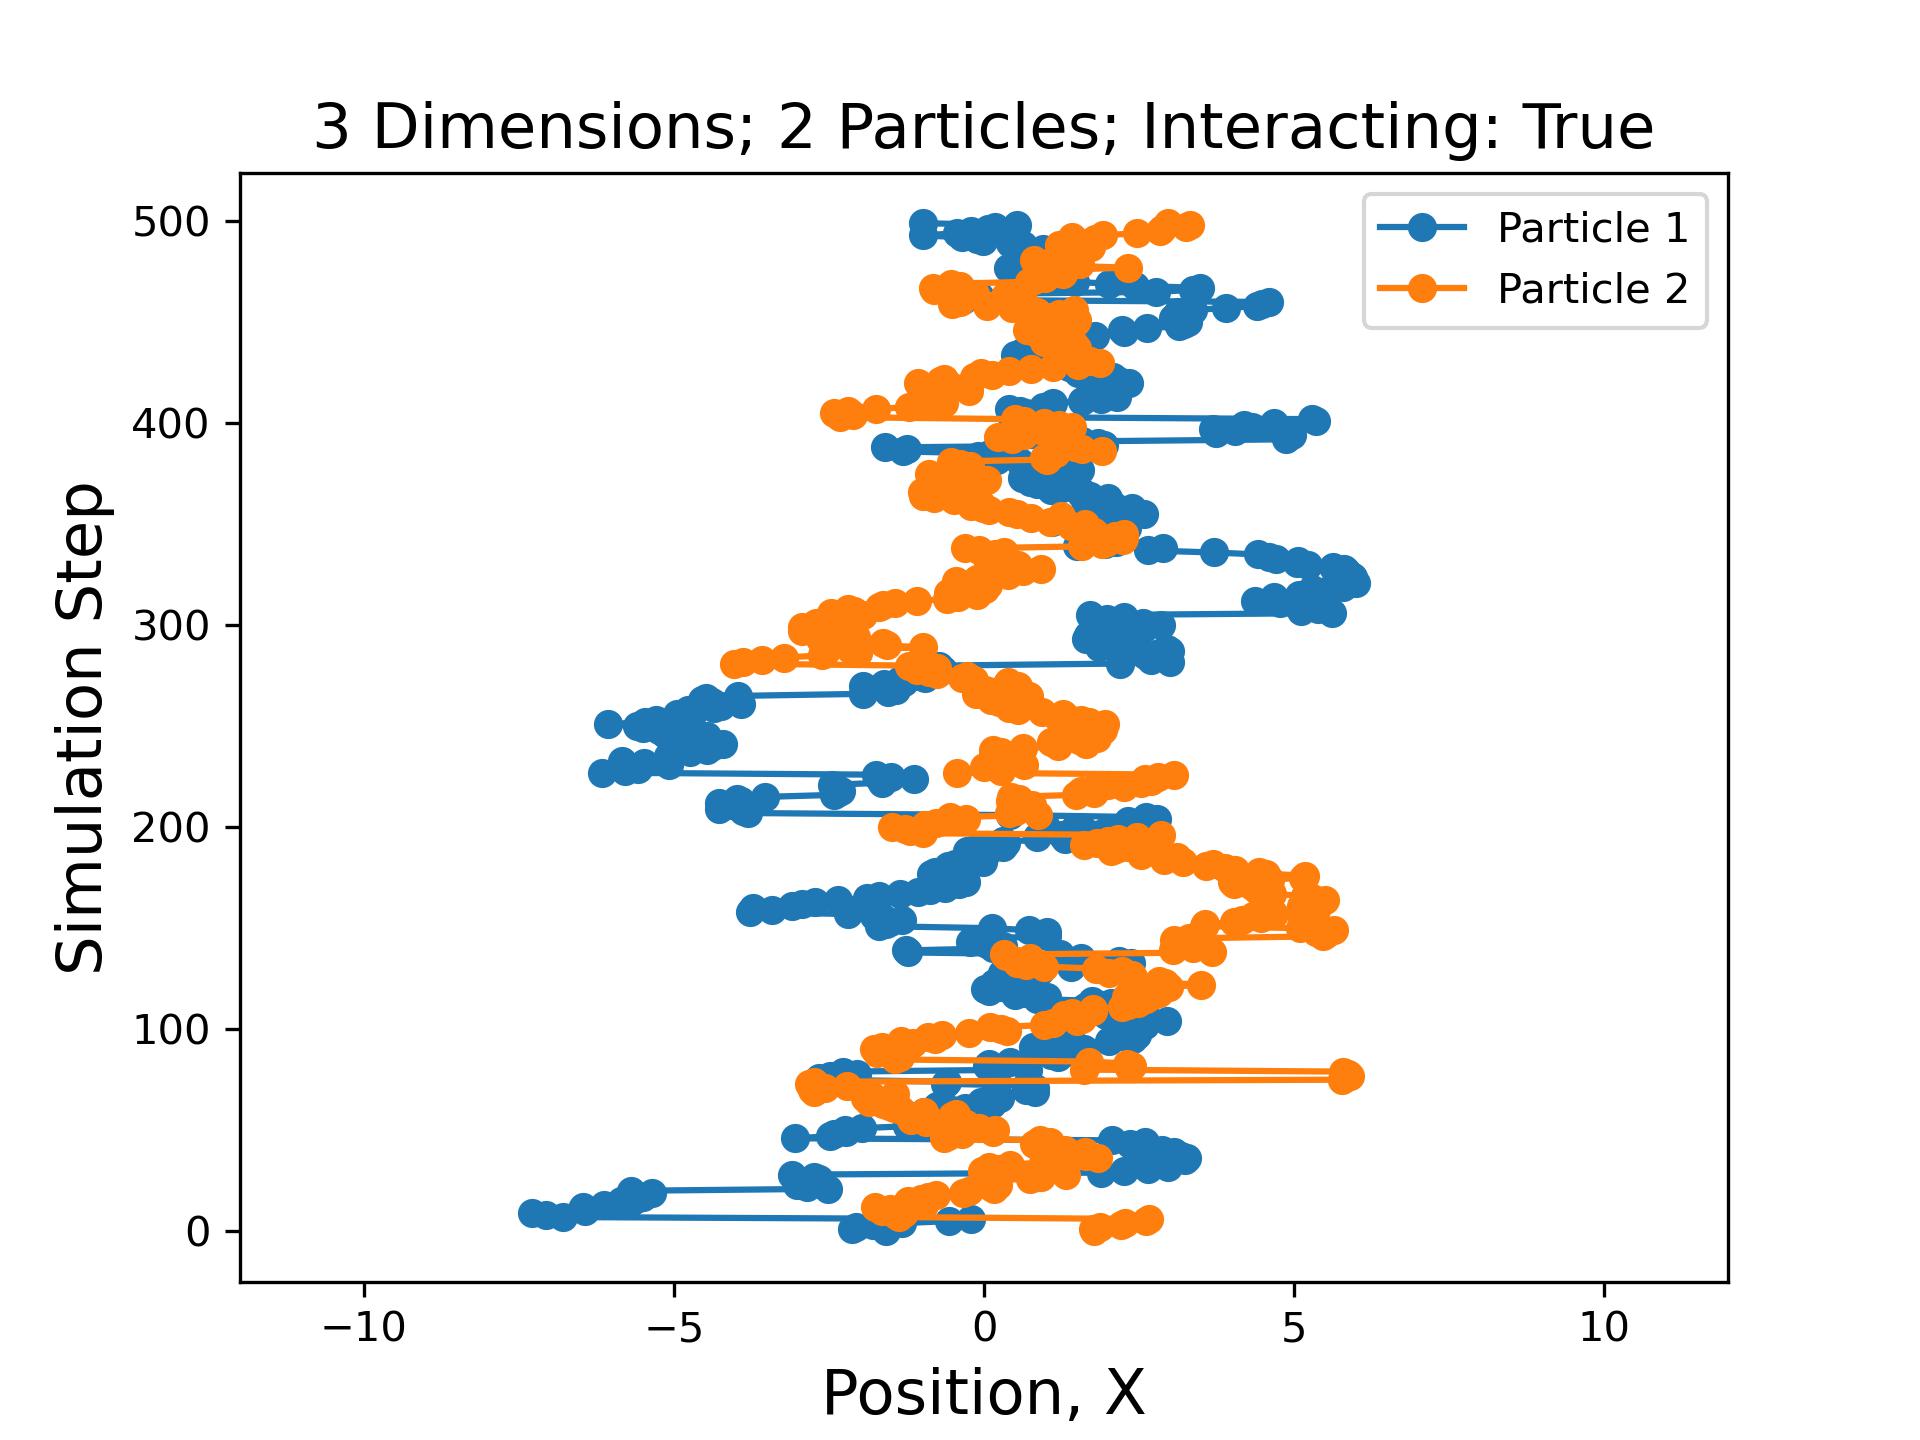 3 Dimensions; 2 Particles; Interacting: True
Particle 1
Particle 2
Simulation Step
500
400
300
200
100
0
−10
−5
0
5
10
Position, X